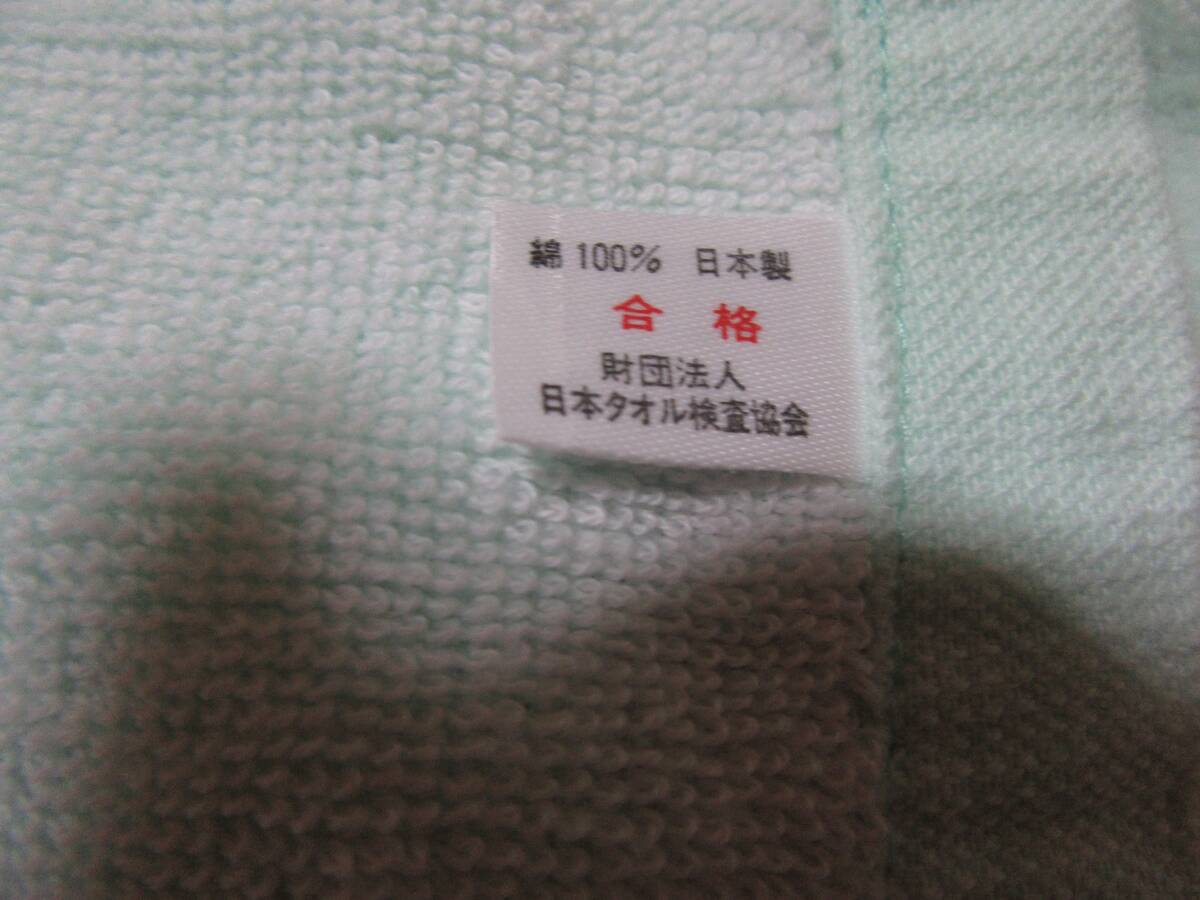 綿 100% 日本製
合格
財団法人
日本タオル検査協会